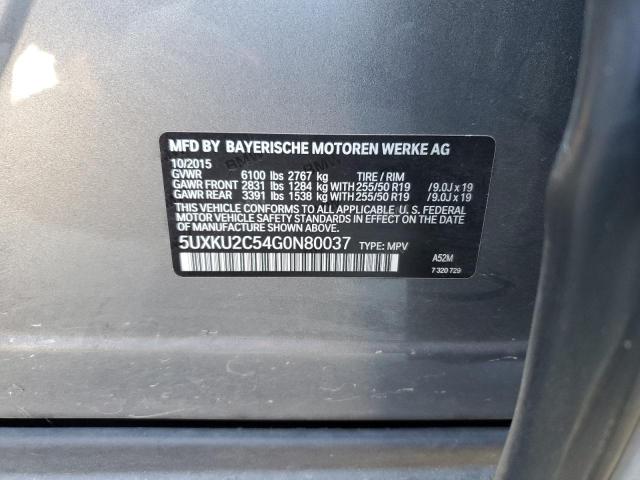 MFD BY BAYERISCHE MOTOREN WERKE AG
10/2015
GVWR 6100 lbs 2767 kg TIRE / RIM
GAWR FRONT 2831 lbs 1284 kg WITH 255/50 R19 /9.0J x 19
GAWR REAR 3391 lbs 1538 kg WITH 255/50 R19 /9.0J x 19
THIS VEHICLE CONFORMS TO ALL APPLICABLE U. S. FEDERAL
MOTOR VEHICLE SAFETY STANDARDS IN EFFECT
ON THE DATE OF MANUFACTURE SHOWN ABOVE.
5UXKU2C54G0N80037 TYPE: MPV
A52M
7 320 729